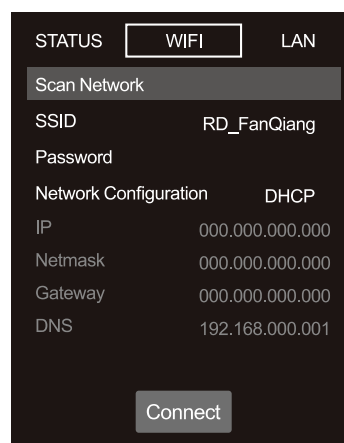 STATUS WIFI LAN
Scan Network
SSID RD_FanQiang
Password
Network Configuration DHCP
IP 000.000.000.000
Netmask 000.000.000.000
Gateway 000.000.000.000
DNS 192.168.000.001
Connect